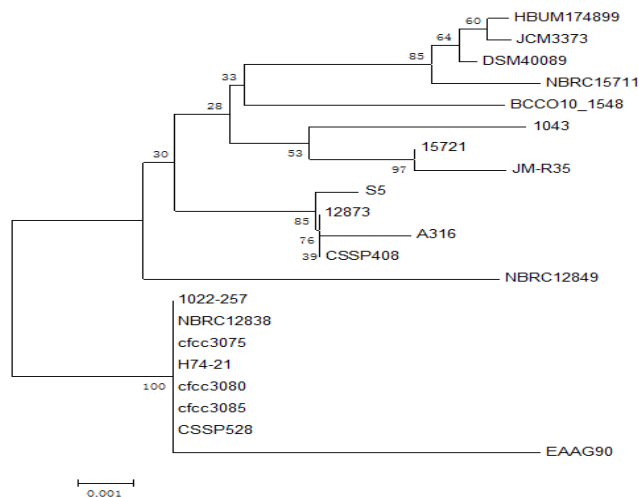 HBUM174899
60
JCM3373
64
DSM40089
85
33
NBRC15711
BCCO10_1548
28
1043
15721
53
30
97
JM-R35
S5
12873
85
A316
76
39 CSSP408
NBRC12849
1022-257
NBRC12838
cfcc3075
H74-21
100 cfcc3080
cfcc3085
CSSP528
EAAG90
0.001